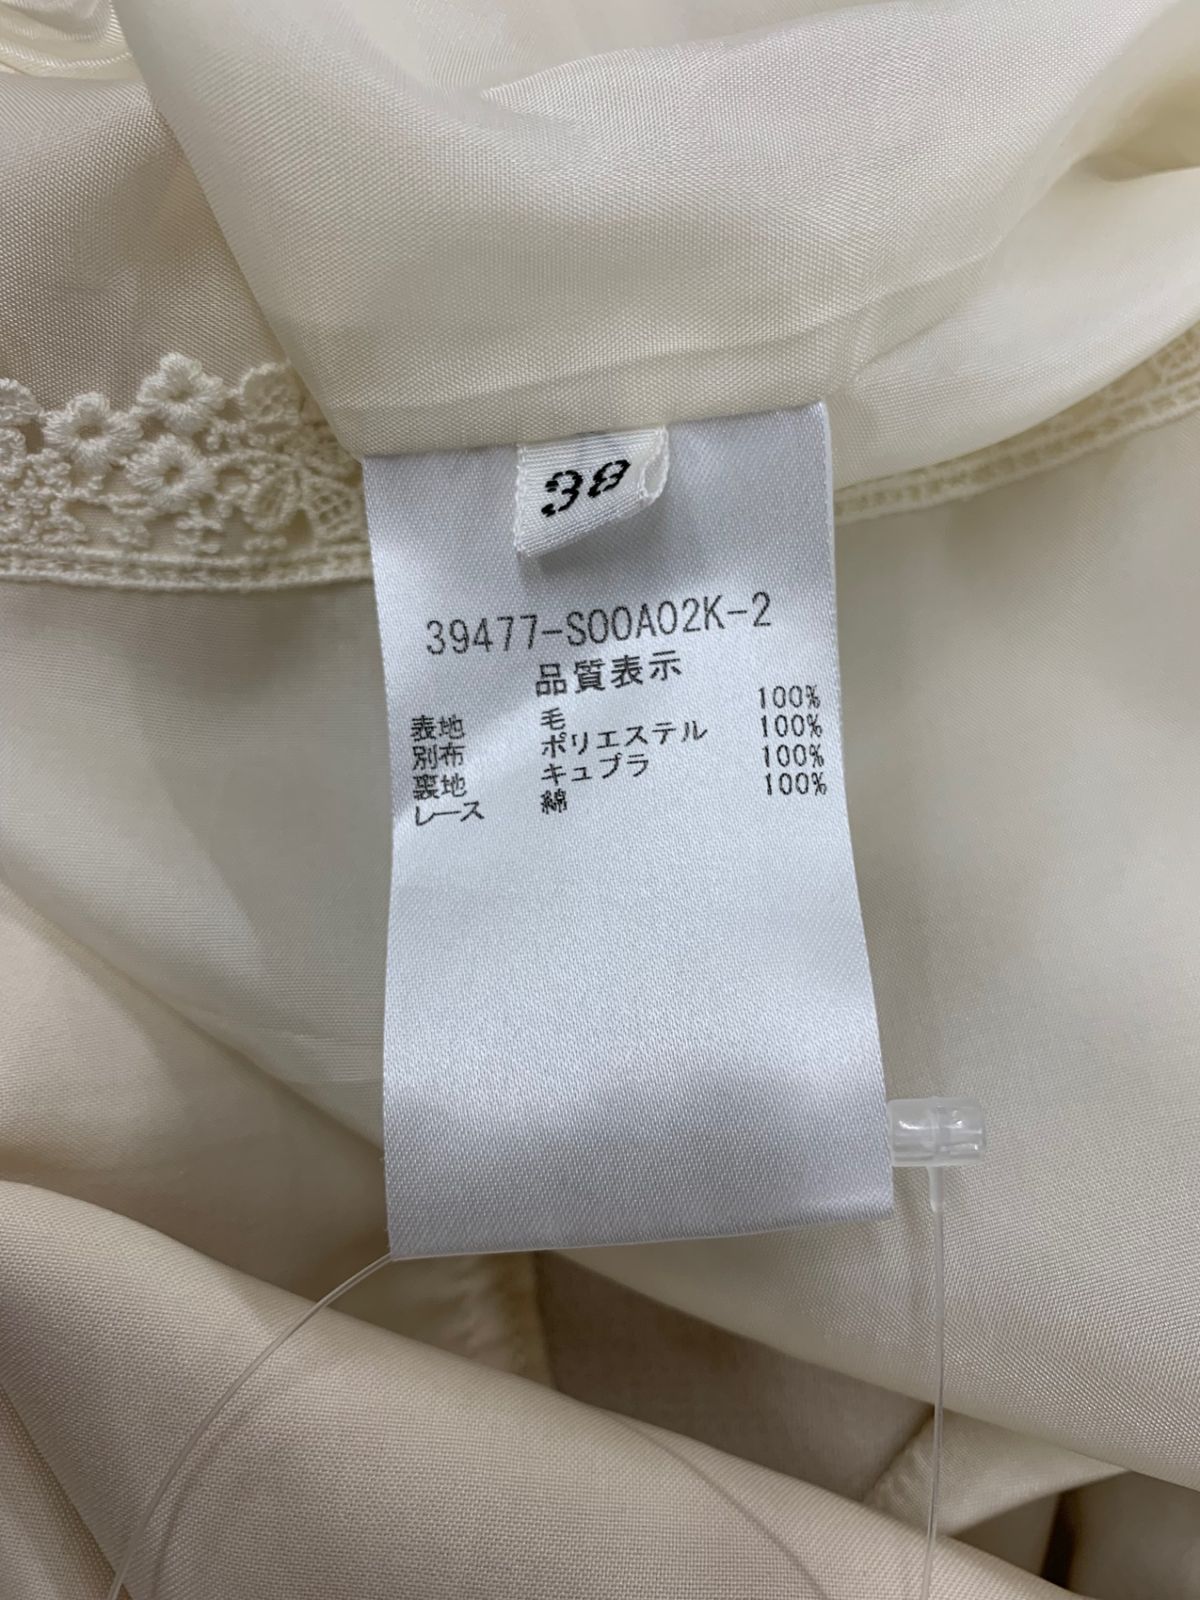 38
39477-S00A02K-2
品質表示
表地 毛 100%
別布 ポリエステル 100%
裏地 キュプラ 100%
レース 綿 100%